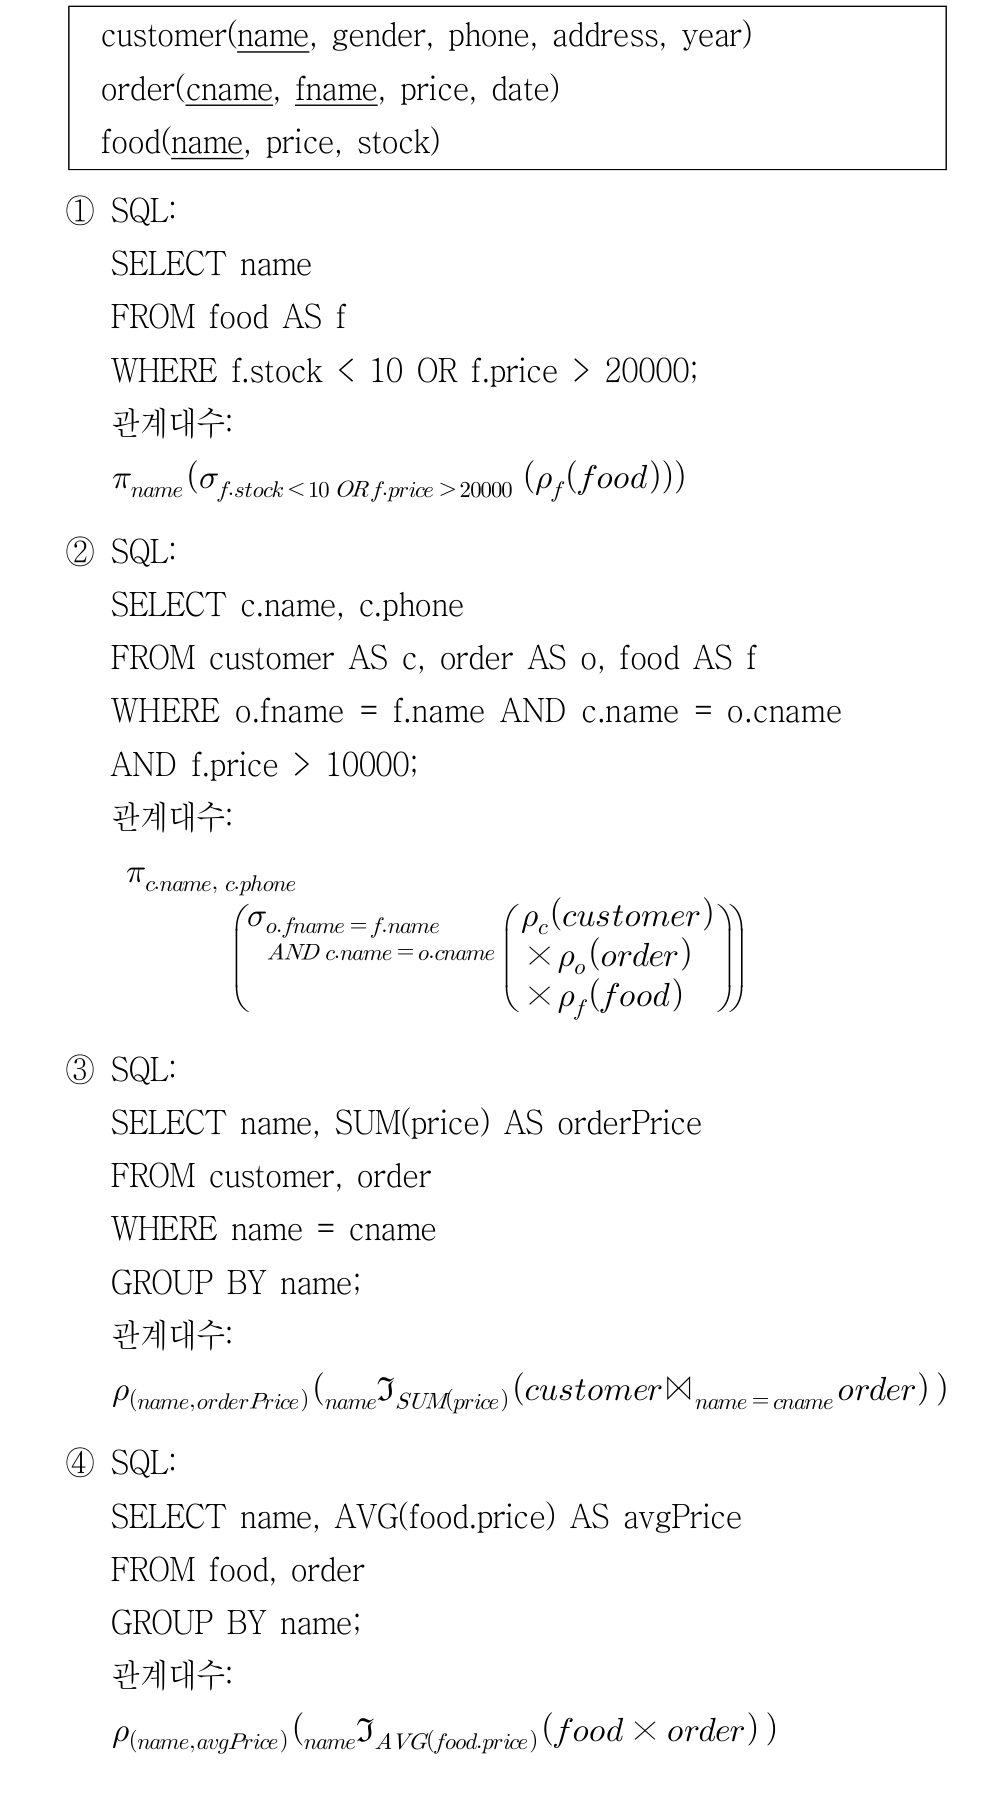 customer(name, gender, phone, address, year)
order(cname, fname, price, date)
food(name, price, stock)
① SQL:
SELECT name
FROM food AS f
WHERE f.stock < 10 OR f.price > 20000;
관계대수:
π_name(σ_f.stock<10 OR f.price>20000 (ρ_f(food)))
② SQL:
SELECT c.name, c.phone
FROM customer AS c, order AS o, food AS f
WHERE o.fname = f.name AND c.name = o.cname
AND f.price > 10000;
관계대수:
π_c.name, c.phone
(σ_o.fname=f.name (ρ_c(customer)
AND c.name=o.cname × ρ_o(order)
× ρ_f(food)))
③ SQL:
SELECT name, SUM(price) AS orderPrice
FROM customer, order
WHERE name = cname
GROUP BY name;
관계대수:
ρ_(name,orderPrice)(_name ℑ_SUM(price)(customer⋈_name=cname order) )
④ SQL:
SELECT name, AVG(food.price) AS avgPrice
FROM food, order
GROUP BY name;
관계대수:
ρ_(name,avgPrice)(_name ℑ_AVG(food.price)(food × order) )